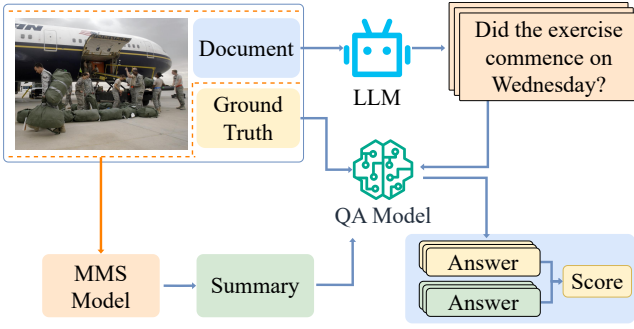 Document
LLM
Did the exercise
commence on
Wednesday?
Ground
Truth
QA Model
MMS
Model
Summary
Answer
Answer
Score